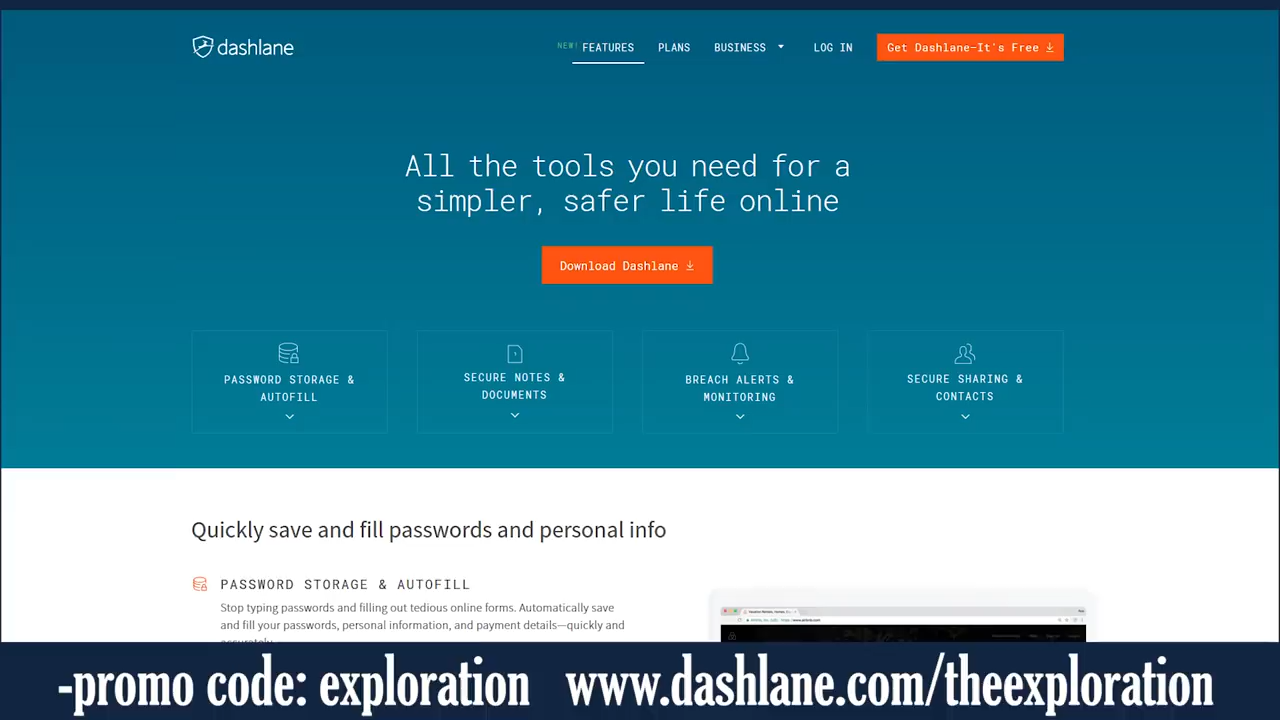 dashlane
NEW! FEATURES PLANS BUSINESS LOG IN Get Dashlane—It's Free
All the tools you need for a
simpler, safer life online
Download Dashlane
PASSWORD STORAGE &
AUTOFILL
SECURE NOTES &
DOCUMENTS
BREACH ALERTS &
MONITORING
SECURE SHARING &
CONTACTS
Quickly save and fill passwords and personal info
PASSWORD STORAGE & AUTOFILL
Stop typing passwords and filling out tedious online forms. Automatically save
and fill your passwords, personal information, and payment details—quickly and
accurately.
-promo code: exploration www.dashlane.com/theexploration